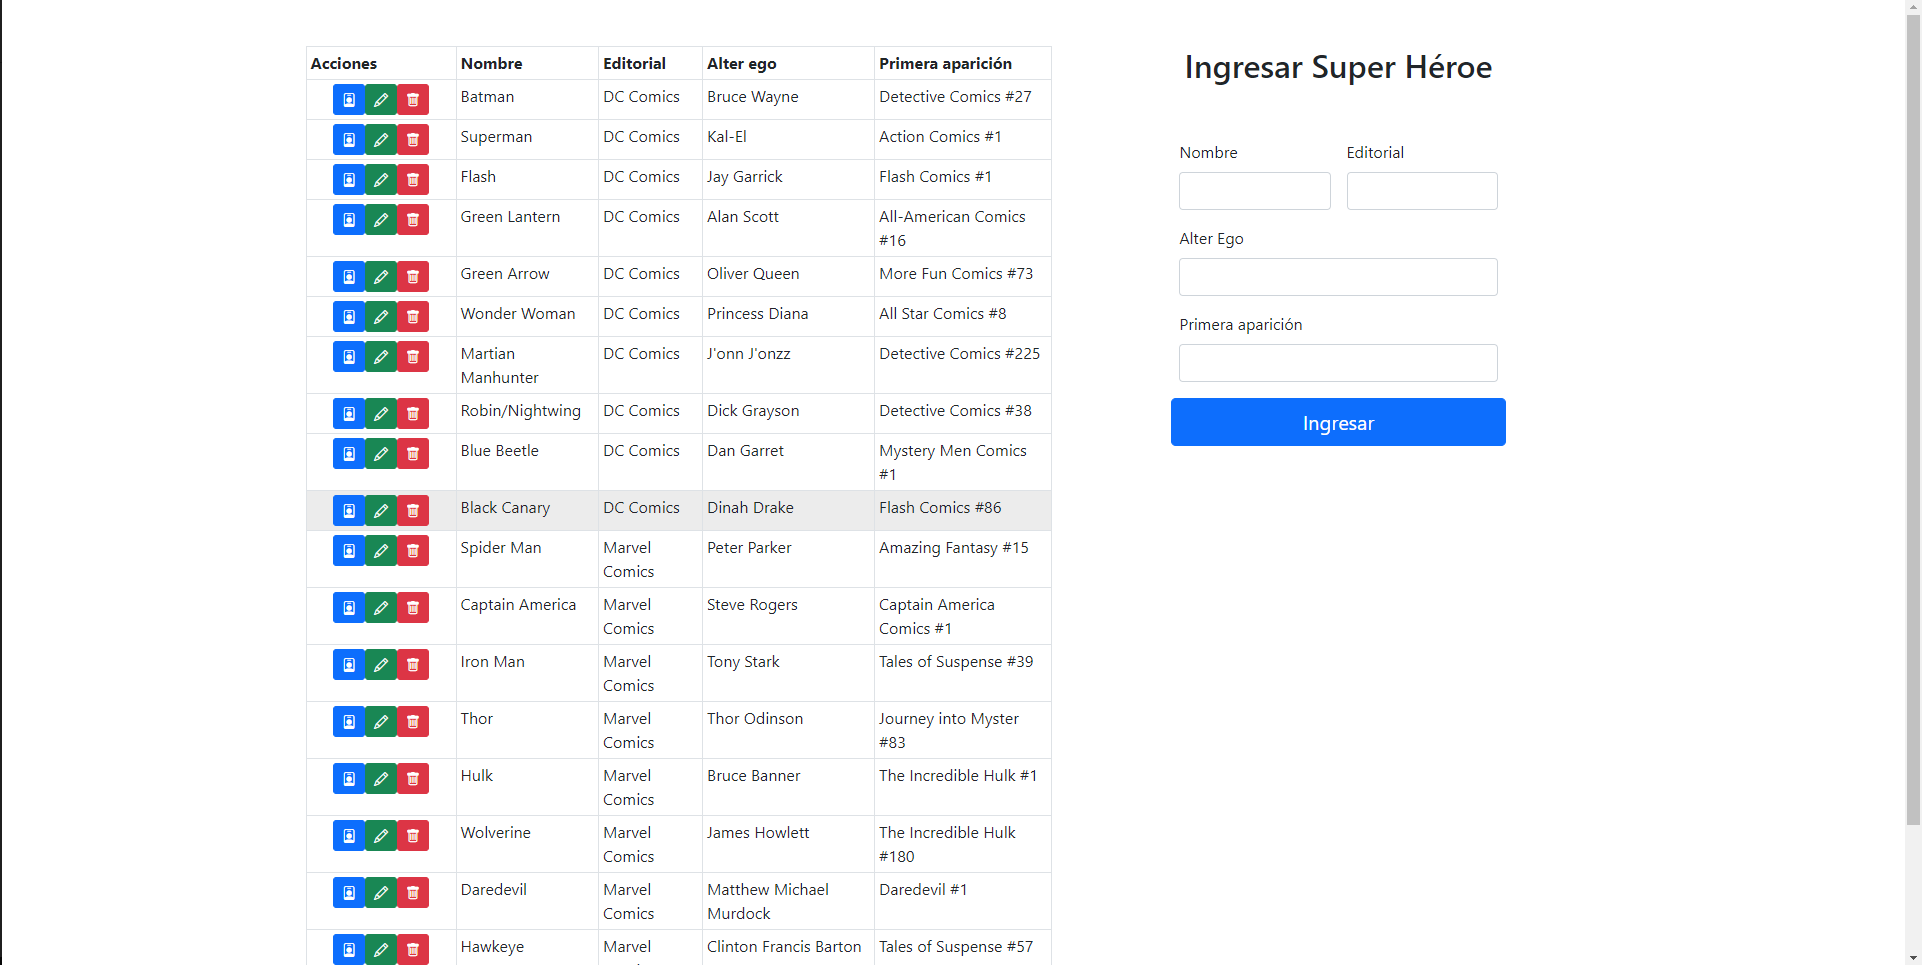 Acciones Nombre Editorial Alter ego Primera aparición
Batman DC Comics Bruce Wayne Detective Comics #27
Superman DC Comics Kal-El Action Comics #1
Flash DC Comics Jay Garrick Flash Comics #1
Green Lantern DC Comics Alan Scott All-American Comics
#16
Green Arrow DC Comics Oliver Queen More Fun Comics #73
Wonder Woman DC Comics Princess Diana All Star Comics #8
Martian DC Comics J'onn J'onzz Detective Comics #225
Manhunter
Robin/Nightwing DC Comics Dick Grayson Detective Comics #38
Blue Beetle DC Comics Dan Garret Mystery Men Comics
#1
Black Canary DC Comics Dinah Drake Flash Comics #86
Spider Man Marvel Peter Parker Amazing Fantasy #15
Comics
Captain America Marvel Steve Rogers Captain America
Comics Comics #1
Iron Man Marvel Tony Stark Tales of Suspense #39
Comics
Thor Marvel Thor Odinson Journey into Myster
Comics #83
Hulk Marvel Bruce Banner The Incredible Hulk #1
Comics
Wolverine Marvel James Howlett The Incredible Hulk
Comics #180
Daredevil Marvel Matthew Michael Daredevil #1
Comics Murdock
Hawkeye Marvel Clinton Francis Barton Tales of Suspense #57
Ingresar Super Héroe
Nombre Editorial
Alter Ego
Primera aparición
Ingresar